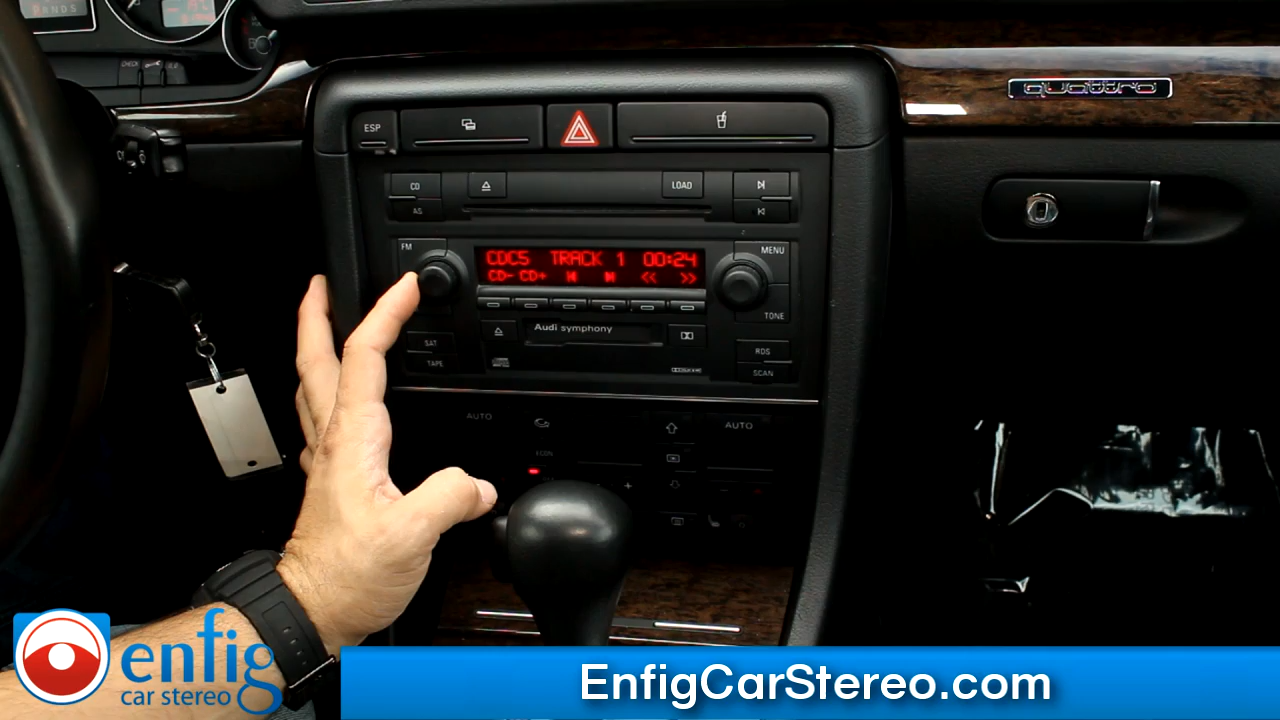 quattro
ESP
CD
LOAD
AS
FM
MENU
CDC5 TRACK 1 00:24
CD- CD+ << >>
TONE
Audi symphony
SAT
TAPE
RDS
SCAN
AUTO
AUTO
ECON
enfig
car stereo
EnfigCarStereo.com